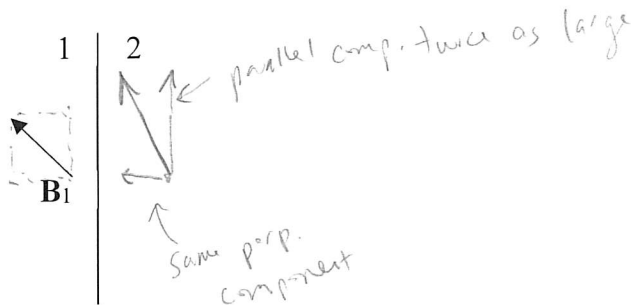 1 2
parallel comp. twice as large
B1
Same perp.
component